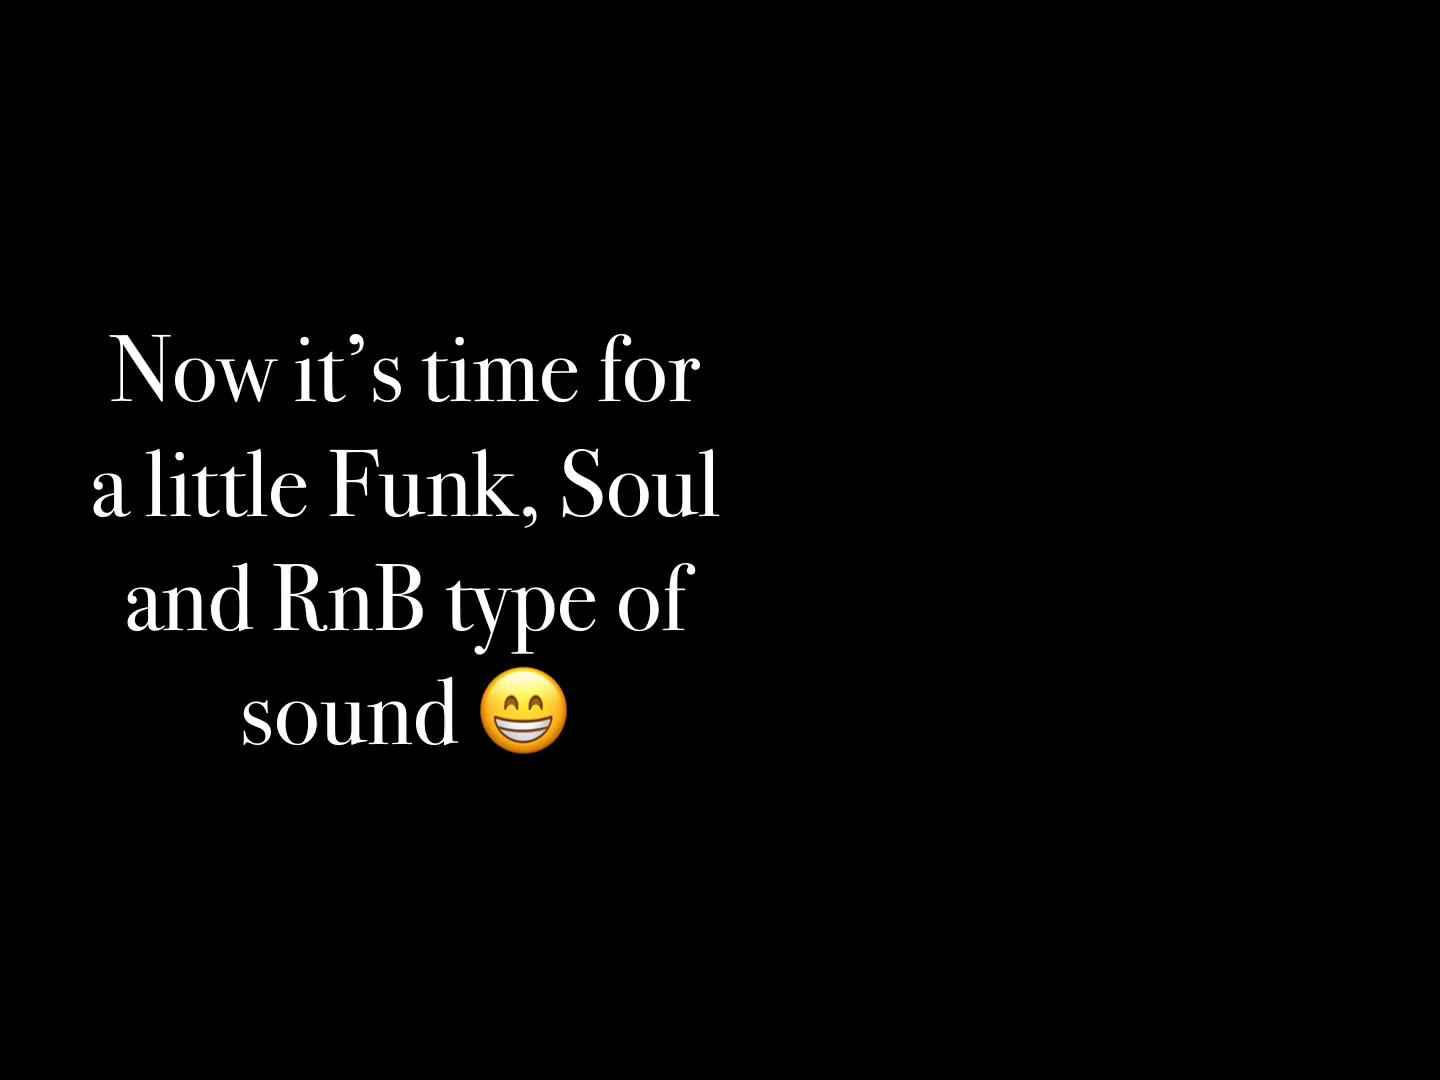 Now it’s time for
a little Funk, Soul
and RnB type of
sound 😁